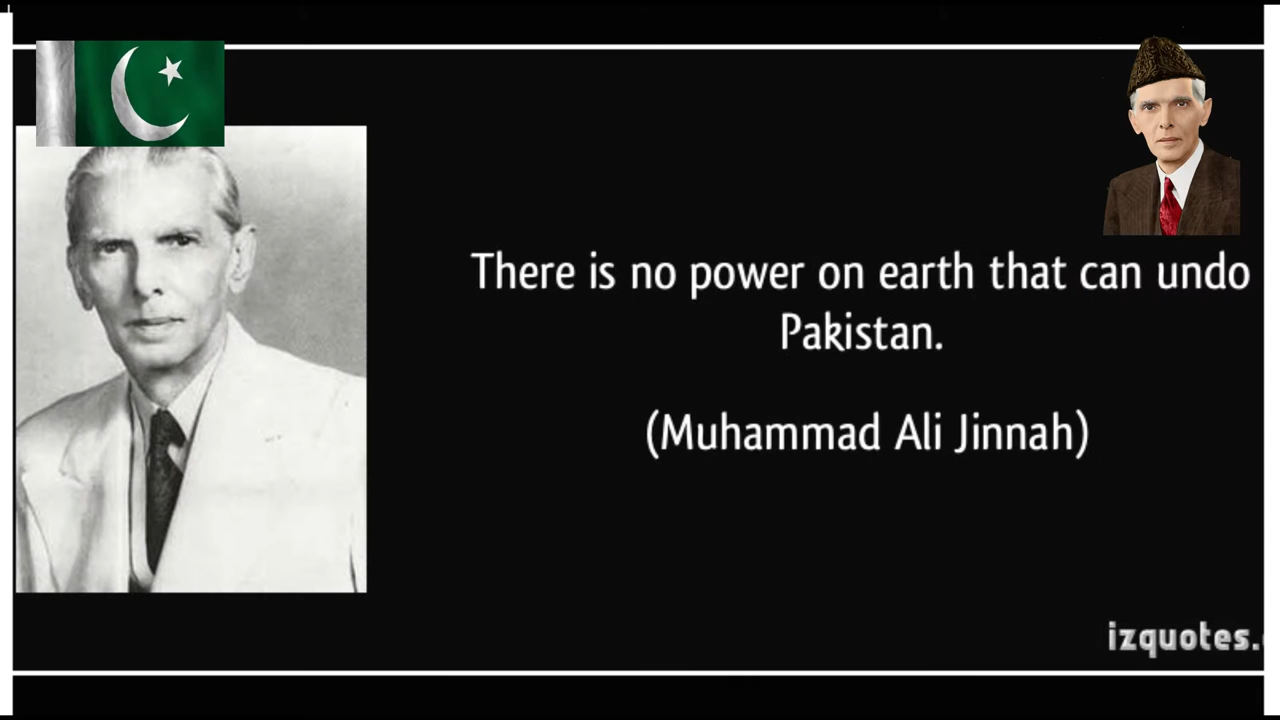 There is no power on earth that can undo
Pakistan.
(Muhammad Ali Jinnah)
izquotes.